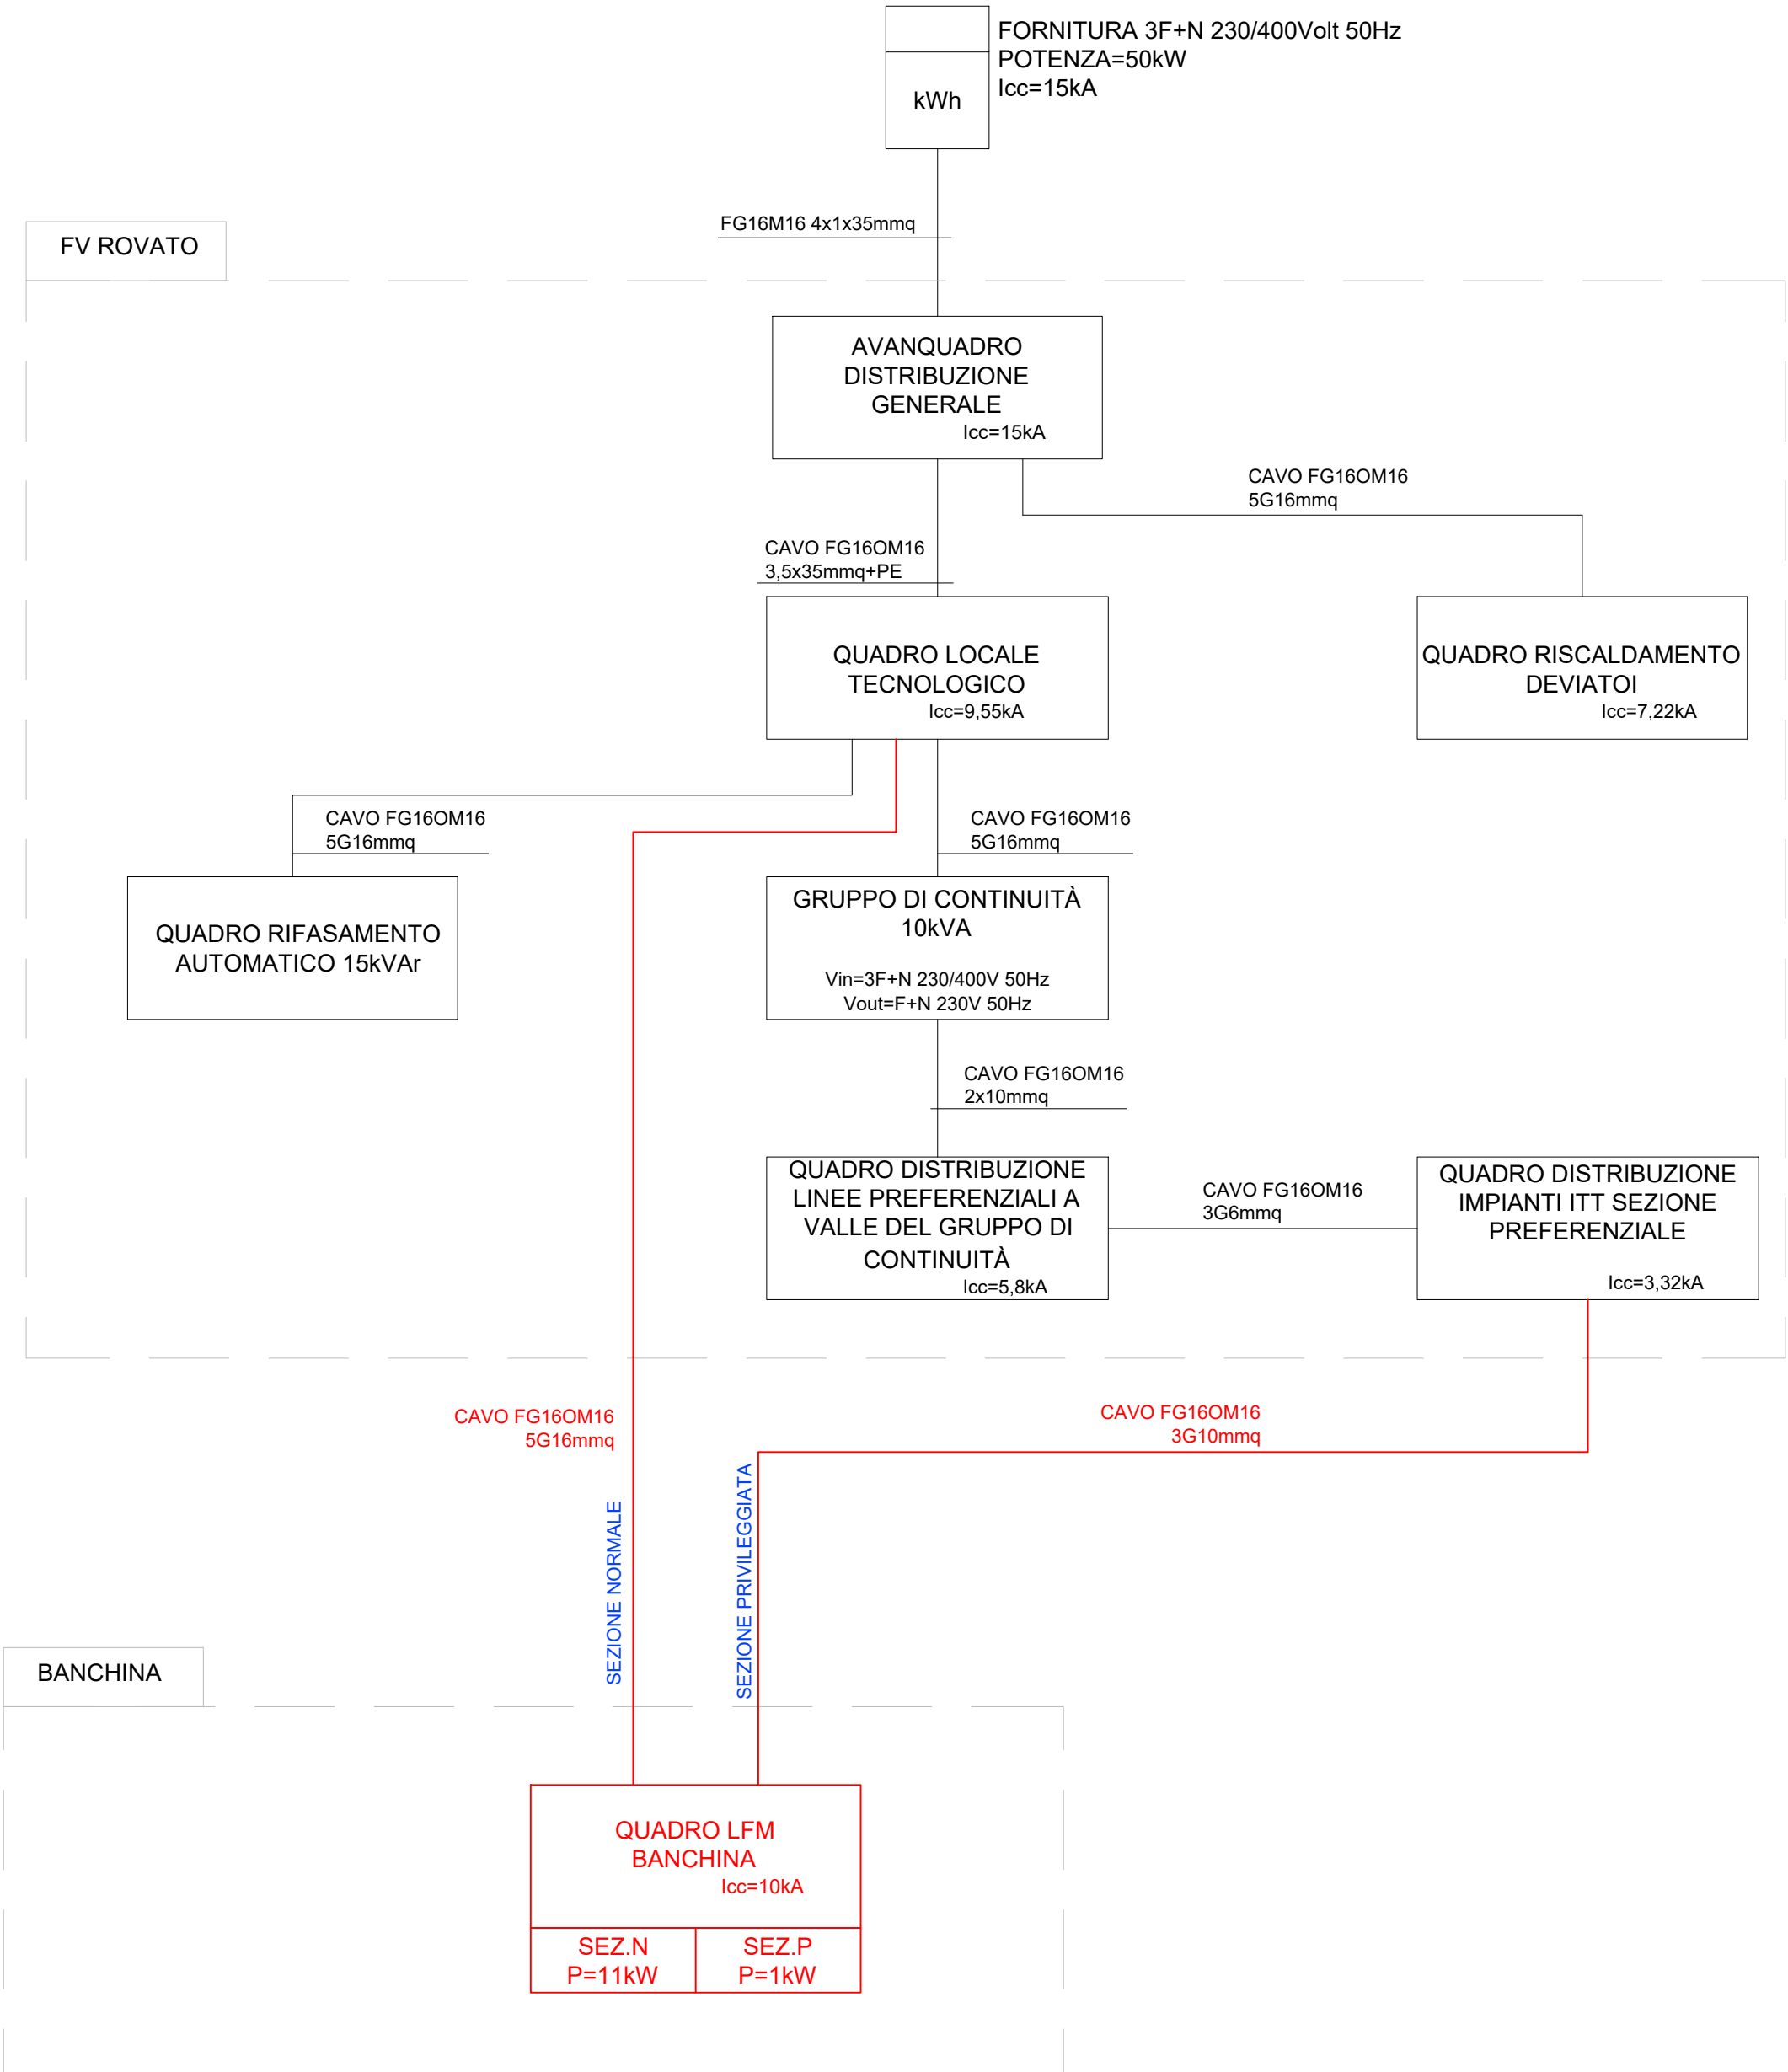 FORNITURA 3F+N 230/400Volt 50Hz
POTENZA=50kW
Icc=15kA
kWh
FG16M16 4x1x35mmq
FV ROVATO
AVANQUADRO
DISTRIBUZIONE
GENERALE
Icc=15kA
CAVO FG16OM16
5G16mmq
CAVO FG16OM16
3,5x35mmq+PE
QUADRO LOCALE
TECNOLOGICO
Icc=9,55kA
QUADRO RISCALDAMENTO
DEVIATOI
Icc=7,22kA
CAVO FG16OM16
5G16mmq
CAVO FG16OM16
5G16mmq
QUADRO RIFASAMENTO
AUTOMATICO 15kVAr
GRUPPO DI CONTINUITÀ
10kVA
Vin=3F+N 230/400V 50Hz
Vout=F+N 230V 50Hz
CAVO FG16OM16
2x10mmq
QUADRO DISTRIBUZIONE
LINEE PREFERENZIALI A
VALLE DEL GRUPPO DI
CONTINUITÀ
Icc=5,8kA
CAVO FG16OM16
3G6mmq
QUADRO DISTRIBUZIONE
IMPIANTI ITT SEZIONE
PREFERENZIALE
Icc=3,32kA
CAVO FG16OM16
5G16mmq
CAVO FG16OM16
3G10mmq
SEZIONE NORMALE
SEZIONE PRIVILEGGIATA
BANCHINA
QUADRO LFM
BANCHINA
Icc=10kA
SEZ.N
P=11kW
SEZ.P
P=1kW